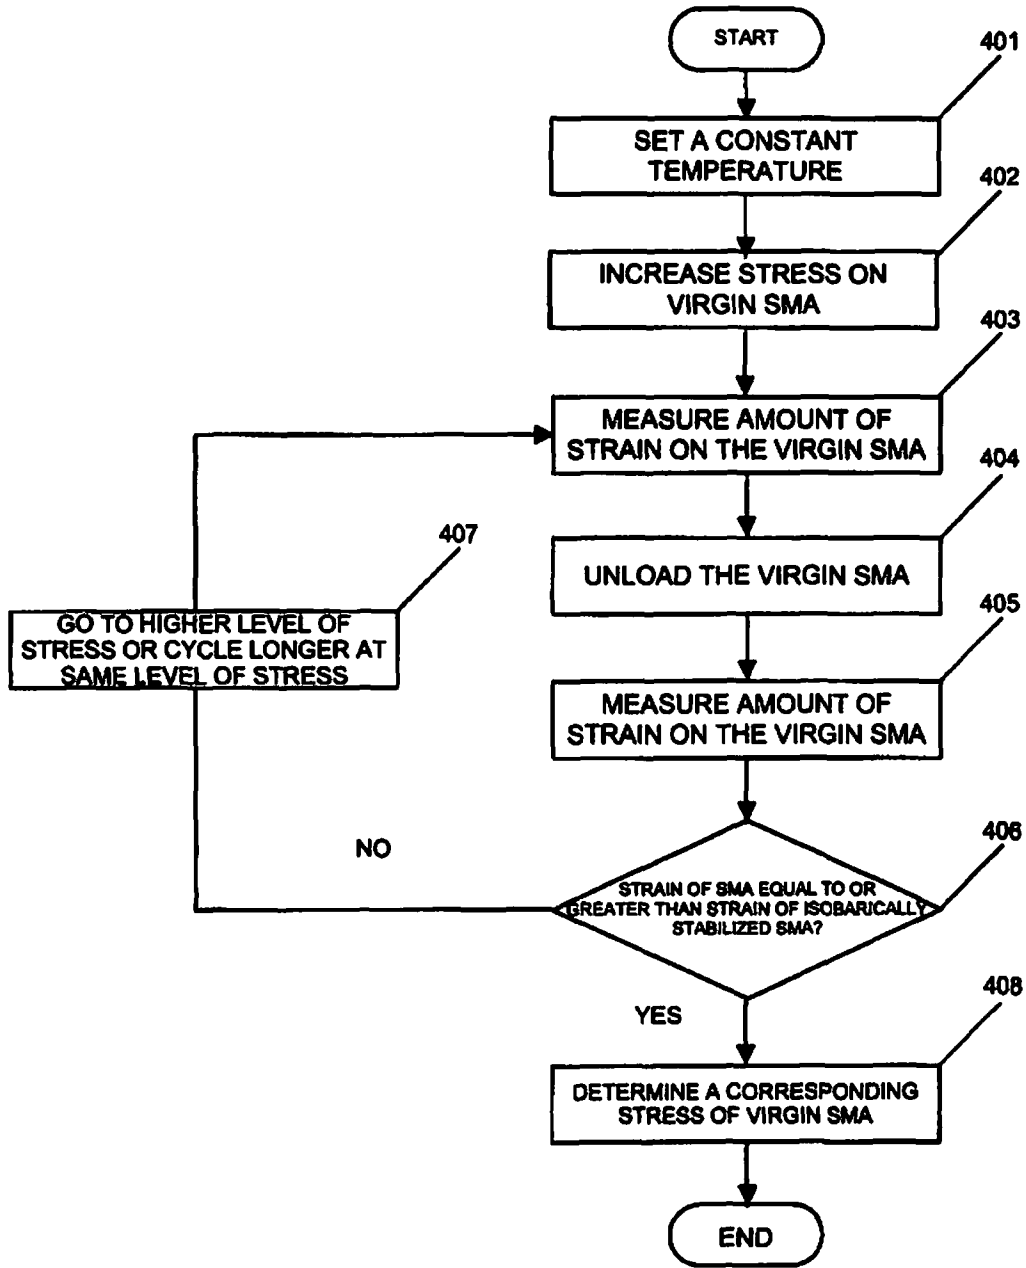 START
401
SET A CONSTANT
TEMPERATURE
402
INCREASE STRESS ON
VIRGIN SMA
403
MEASURE AMOUNT OF
STRAIN ON THE VIRGIN SMA
404
UNLOAD THE VIRGIN SMA
407
GO TO HIGHER LEVEL OF
STRESS OR CYCLE LONGER AT
SAME LEVEL OF STRESS
405
MEASURE AMOUNT OF
STRAIN ON THE VIRGIN SMA
NO
406
STRAIN OF SMA EQUAL TO OR
GREATER THAN STRAIN OF ISOBARICALLY
STABILIZED SMA?
YES
408
DETERMINE A CORRESPONDING
STRESS OF VIRGIN SMA
END